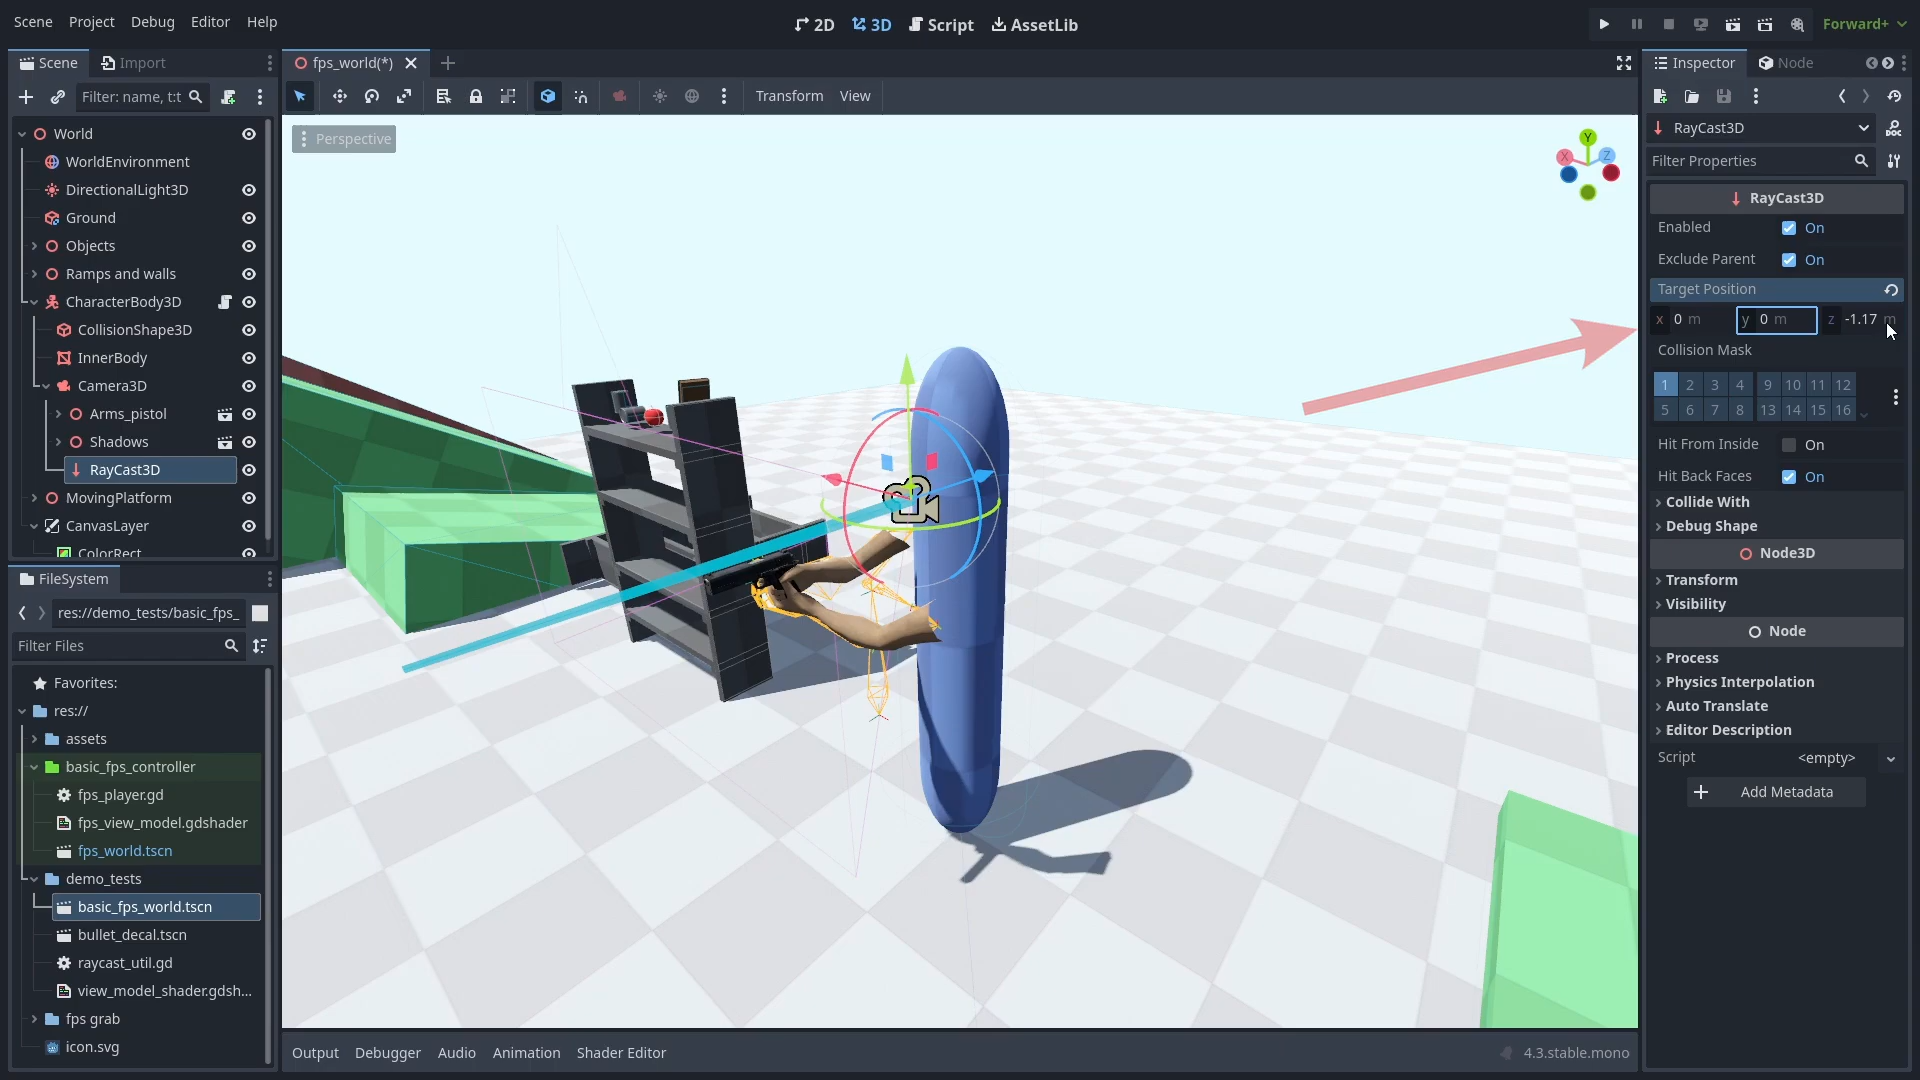 Scene Project Debug Editor Help
2D 3D Script AssetLib
Forward+
Scene Import
Filter: name, t:t
World
WorldEnvironment
DirectionalLight3D
Ground
Objects
Ramps and walls
CharacterBody3D
CollisionShape3D
InnerBody
Camera3D
Arms_pistol
Shadows
RayCast3D
MovingPlatform
CanvasLayer
ColorRect
FileSystem
res://demo_tests/basic_fps_
Filter Files
Favorites:
res://
assets
basic_fps_controller
fps_player.gd
fps_view_model.gdshader
fps_world.tscn
demo_tests
basic_fps_world.tscn
bullet_decal.tscn
raycast_util.gd
view_model_shader.gdsh...
fps grab
icon.svg
fps_world(*)
Transform View
Perspective
Y
X Z
Output Debugger Audio Animation Shader Editor
4.3.stable.mono
Inspector Node
RayCast3D
DOC
Filter Properties
RayCast3D
Enabled On
Exclude Parent On
Target Position
x 0 m y 0 m z -1.17 m
Collision Mask
1 2 3 4 9 10 11 12
5 6 7 8 13 14 15 16
Hit From Inside On
Hit Back Faces On
Collide With
Debug Shape
Node3D
Transform
Visibility
Node
Process
Physics Interpolation
Auto Translate
Editor Description
Script <empty>
Add Metadata